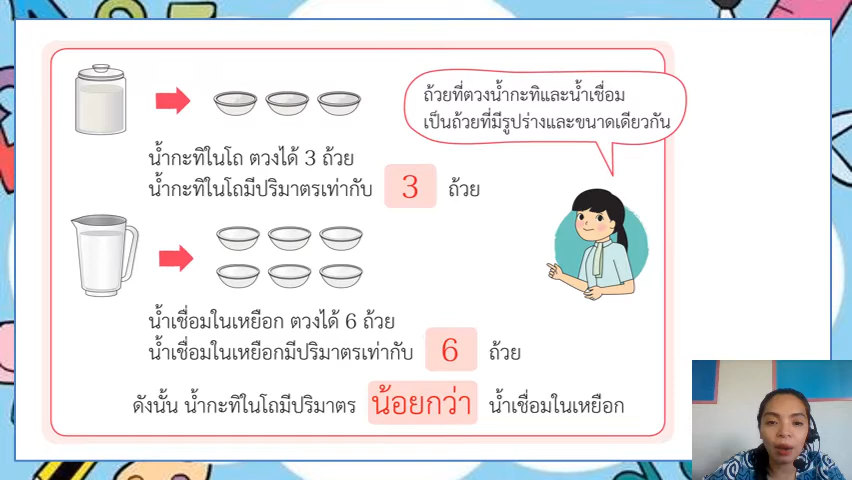 ถ้วยที่ตวงน้ำกะทิและน้ำเชื่อม
เป็นถ้วยที่มีรูปร่างและขนาดเดียวกัน
น้ำกะทิในโถ ตวงได้ 3 ถ้วย
น้ำกะทิในโถมีปริมาตรเท่ากับ 3 ถ้วย
น้ำเชื่อมในเหยือก ตวงได้ 6 ถ้วย
น้ำเชื่อมในเหยือกมีปริมาตรเท่ากับ 6 ถ้วย
ดังนั้น น้ำกะทิในโถมีปริมาตร น้อยกว่า น้ำเชื่อมในเหยือก